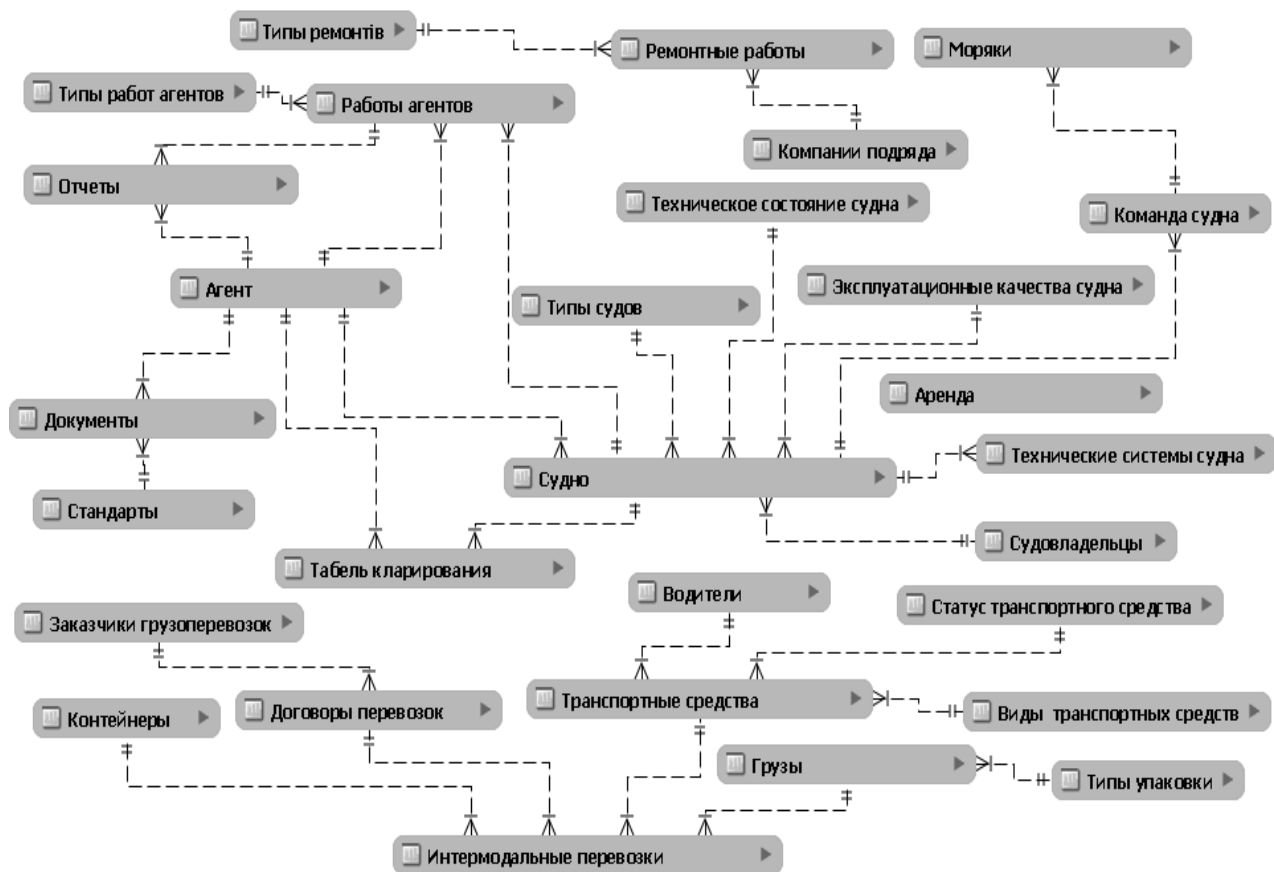 Типы ремонтів
Ремонтные работы
Моряки
Типы работ агентов
Работы агентов
Компании подряда
Отчеты
Техническое состояние судна
Команда судна
Агент
Типы судов
Эксплуатационные качества судна
Аренда
Документы
Технические системы судна
Судно
Стандарты
Судовладельцы
Табель кларирования
Водители
Статус транспортного средства
Заказчики грузоперевозок
Транспортные средства
Контейнеры
Договоры перевозок
Виды транспортных средств
Грузы
Типы упаковки
Интермодальные перевозки